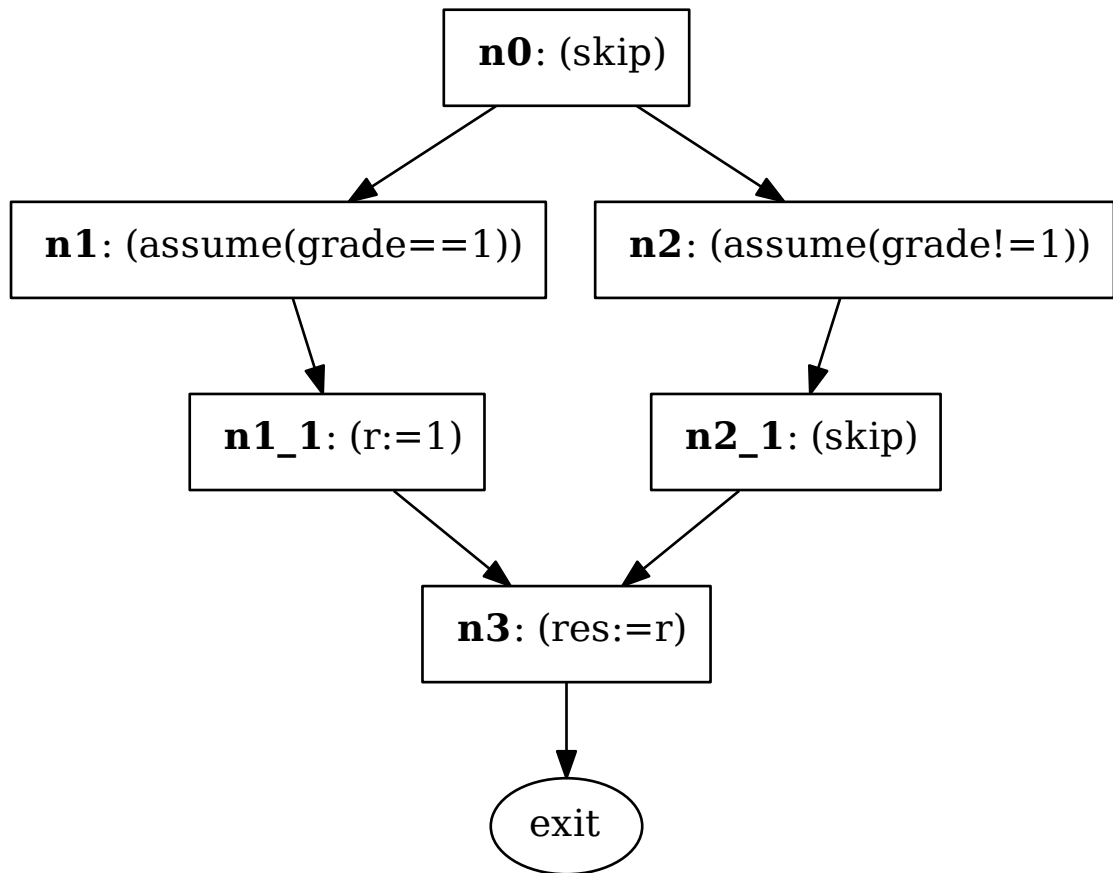 n0: (skip)
n1: (assume(grade==1))
n2: (assume(grade!=1))
n1_1: (r:=1)
n2_1: (skip)
n3: (res:=r)
exit